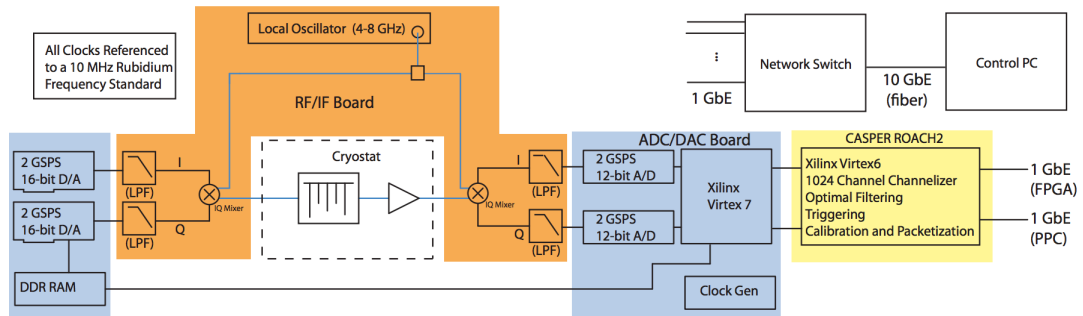 All Clocks Referenced
to a 10 MHz Rubidium
Frequency Standard
Local Oscillator (4-8 GHz)
RF/IF Board
1 GbE
Network Switch
10 GbE
(fiber)
Control PC
2 GSPS
16-bit D/A
2 GSPS
16-bit D/A
DDR RAM
(LPF)
I
(LPF)
Q
IQ Mixer
Cryostat
IQ Mixer
I
(LPF)
Q
(LPF)
ADC/DAC Board
2 GSPS
12-bit A/D
2 GSPS
12-bit A/D
Xilinx
Virtex 7
Clock Gen
CASPER ROACH2
Xilinx Virtex6
1024 Channel Channelizer
Optimal Filtering
Triggering
Calibration and Packetization
1 GbE
(FPGA)
1 GbE
(PPC)